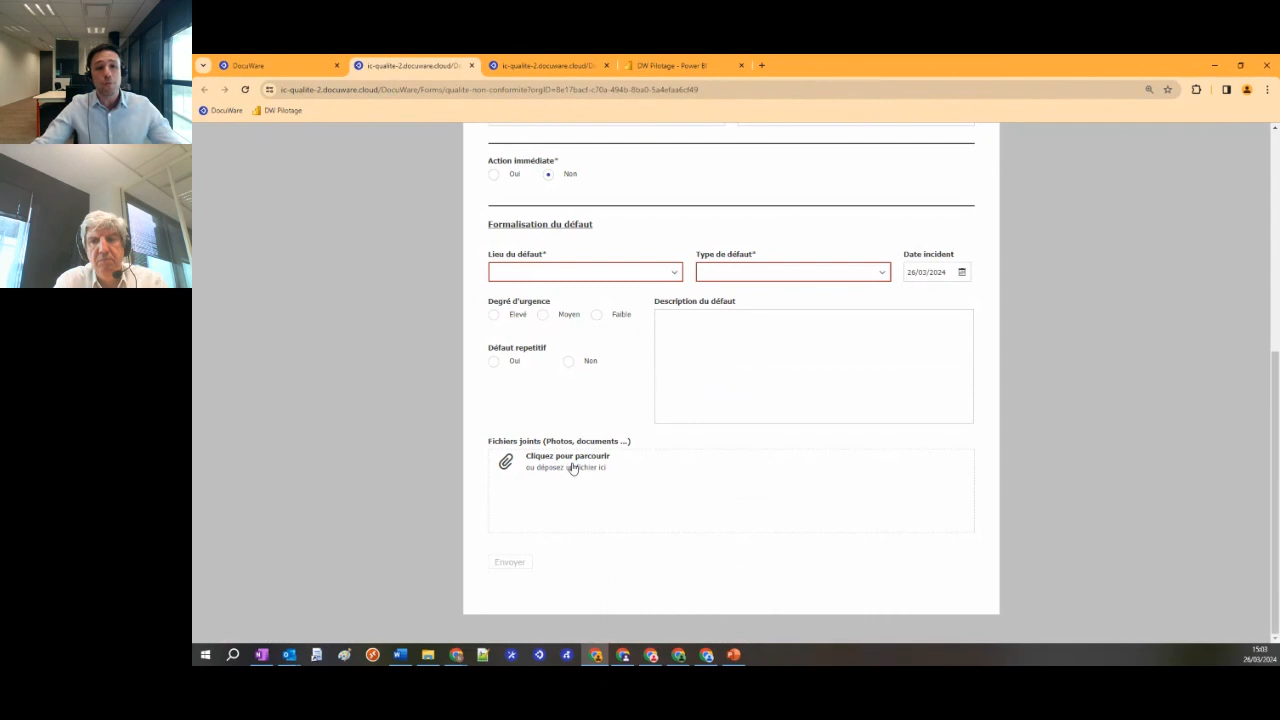 DocuWare
ic-qualite-2.docuware.cloud/Do
ic-qualite-2.docuware.cloud/Do
DW Pilotage - Power BI
ic-qualite-2.docuware.cloud/DocuWare/Forms/qualite-non-conformite?orgID=8e17bacf-c70a-494b-8ba0-5a4efaa6cf49
DocuWare
DW Pilotage
Action immédiate*
Oui
Non
Formalisation du défaut
Lieu du défaut*
Type de défaut*
Date incident
26/03/2024
Degré d'urgence
Description du défaut
Elevé
Moyen
Faible
Défaut repetitif
Oui
Non
Fichiers joints (Photos, documents ...)
Cliquez pour parcourir
ou déposez un fichier ici
Envoyer
15:03
26/03/2024